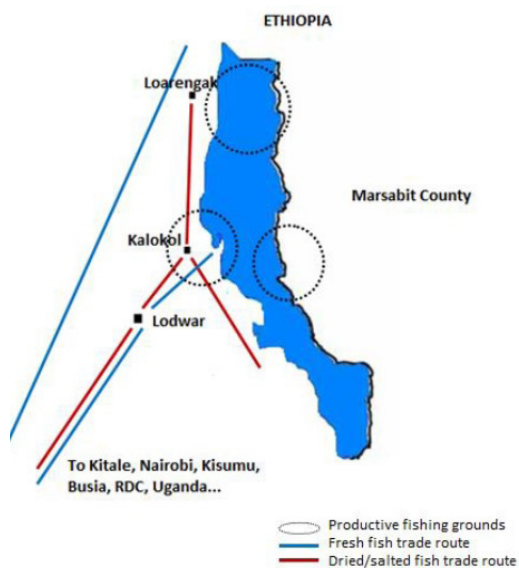 ETHIOPIA
Loarengak
Marsabit County
Kalokol
Lodwar
To Kitale, Nairobi, Kisumu,
Busia, RDC, Uganda...
Productive fishing grounds
Fresh fish trade route
Dried/salted fish trade route